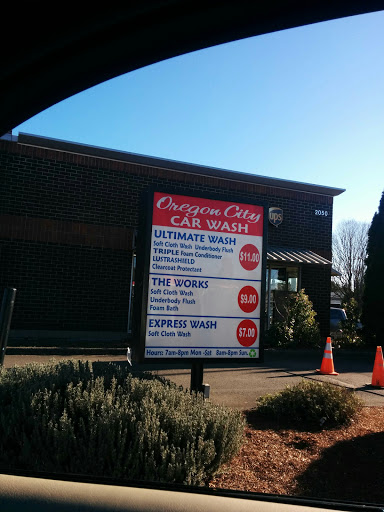 Oregon City
CAR WASH
ULTIMATE WASH
Soft Cloth Wash Underbody Flush
TRIPLE Foam Conditioner
LUSTRASHIELD
Clearcoat Protectant
$11.00
THE WORKS
Soft Cloth Wash
Underbody Flush
Foam Bath
$9.00
EXPRESS WASH
Soft Cloth Wash
$7.00
Hours: 7am-8pm Mon -Sat 8am-8pm Sun.
ups
2050